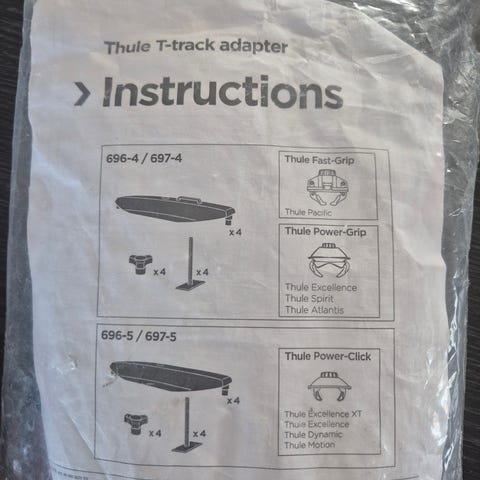 Thule T-track adapter
Instructions
696-4 / 697-4
Thule Fast-Grip
Thule Pacific
x 4
x 4
x 4
Thule Power-Grip
Thule Excellence
Thule Spirit
Thule Atlantis
696-5 / 697-5
Thule Power-Click
x 4
x 4
x 4
Thule Excellence XT
Thule Excellence
Thule Dynamic
Thule Motion